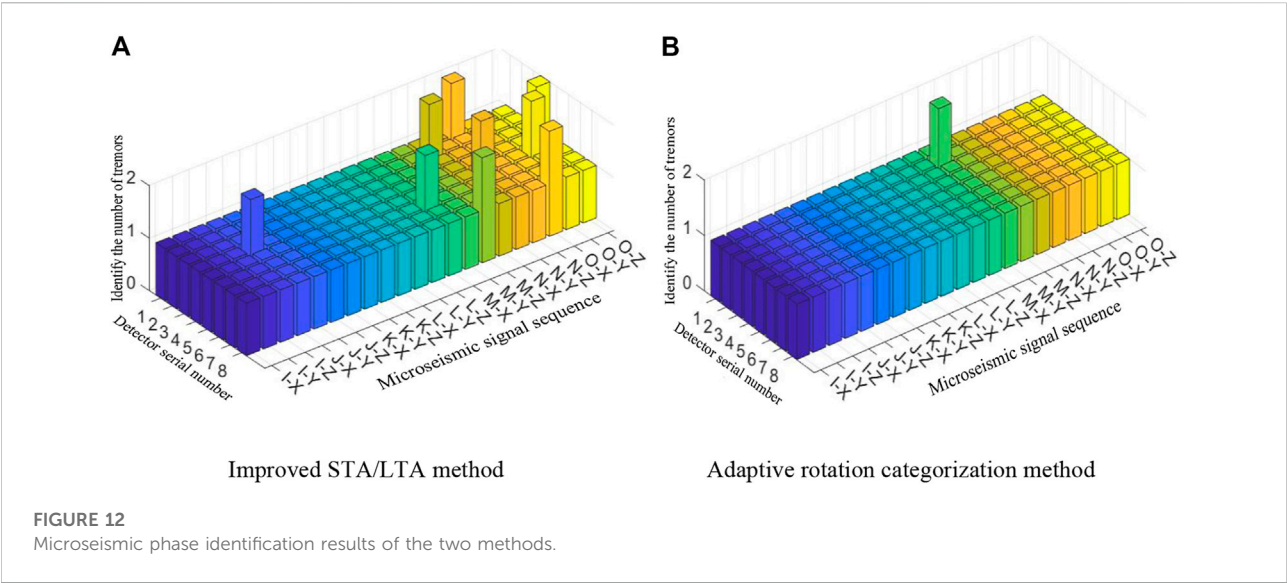 A
B
Identify the number of tremors
2
1
0
1
2
3
4
5
6
7
8
Detector serial number
Microseismic signal sequence
Identify the number of tremors
2
1
0
1
2
3
4
5
6
7
8
Detector serial number
Microseismic signal sequence
Improved STA/LTA method
Adaptive rotation categorization method
FIGURE 12
Microseismic phase identification results of the two methods.